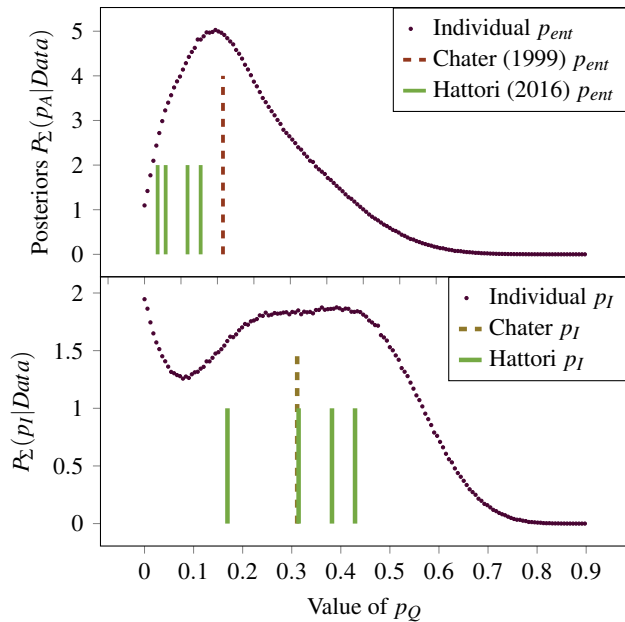 Posteriors P_Σ(p_A|Data)
5
4
3
2
1
0
Individual p_ent
Chater (1999) p_ent
Hattori (2016) p_ent
P_Σ(p_I|Data)
2
1.5
1
0.5
0
Individual p_I
Chater p_I
Hattori p_I
0 0.1 0.2 0.3 0.4 0.5 0.6 0.7 0.8 0.9
Value of p_Q